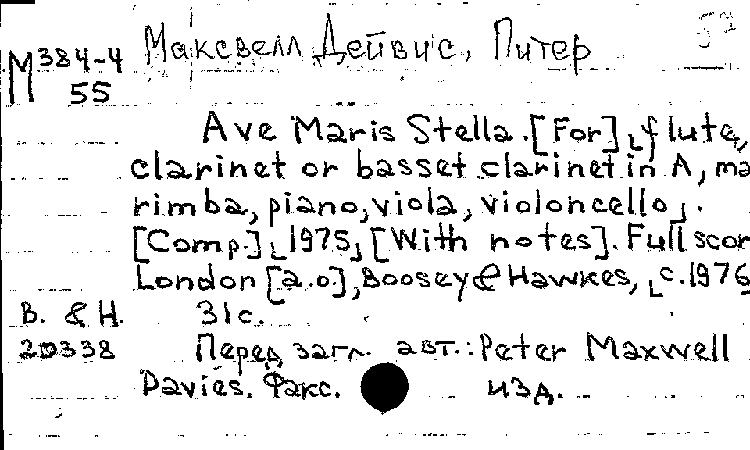 Максвелл Дейвис, Питер
М 384-4
55
Ave Maris Stella. [For] flute,
clarinet or basset clarinet in A, ma
rimba, piano, viola, violoncello.
[Comp.] 1975, [With notes]. Full scor
London [a.o.], Boosey & Hawkes, c. 1976
B. & H. 31 с.
20338 Перед загл. авт.: Peter Maxwell
Davies. Факс. изд.